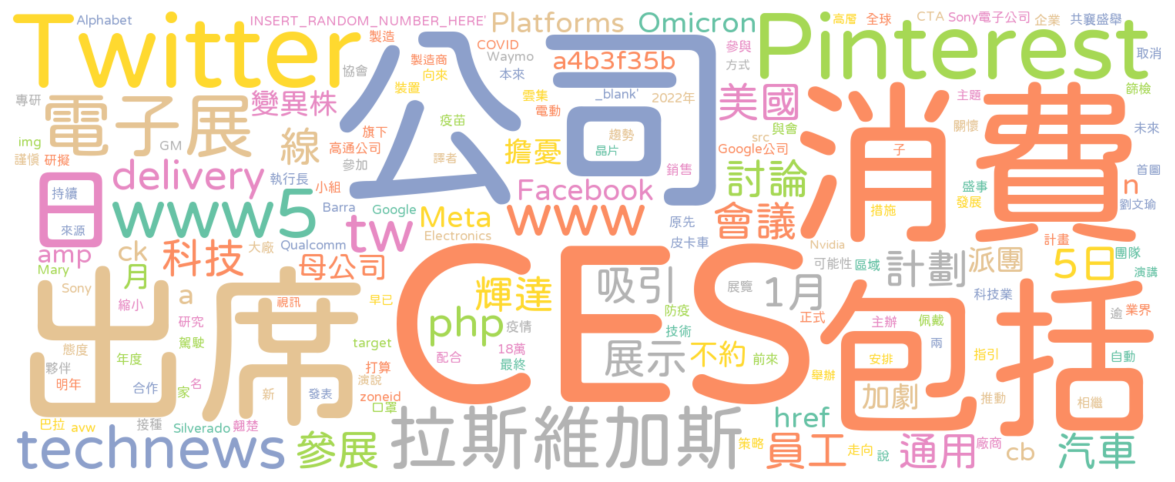 Alphabet
INSERT_RANDOM_NUMBER_HERE'
Platforms
Omicron
高層
全球
CTA
Sony電子公司
企業
共襄盛舉
Twitter
公司
Pinterest
製造
COVID
Waymo
製造商
a4b3f35b
參與
方式
取消
協會
向來
本來
專研
電子展
變異株
裝置
雲集
_blank'
2022年
美國
消費
主題
篩檢
電動
img
謹慎
研擬
GM
線
旗下
高通公司
參加
疫苗
譯者
擔憂
趨勢
晶片
與會
src
Google公司
關懷
未來
子
日
持續
來源
delivery
執行長
小組
Facebook
銷售
討論
盛事
發展
n
首圖
劉文瑜
www5
tw
Barra
Google
Meta
Electronics
www
原先
皮卡車
會議
措施
計畫
amp
ck
科技
大廠
Qualcomm
母公司
CES
吸引
Nvidia
可能性
區域
計劃
派團
5日
團隊
演講
Mary
Sony
月
縮小
a
視訊
早已
輝達
展覽
1月
科技業
包括
出席
研究
駕駛
php
疫情
防疫
技術
正式
主辦
佩戴
兩
逾
業界
態度
夥伴
年度
target
配合
18萬
最終
展示
不約
前來
安排
指引
自動
明年
合作
家
名
新
發表
打算
演說
zoneid
口罩
舉辦
加劇
推動
相繼
巴拉
avw
接種
Silverado
翹楚
拉斯維加斯
href
technews
參展
策略
員工
走向
說
通用
廠商
cb
汽車